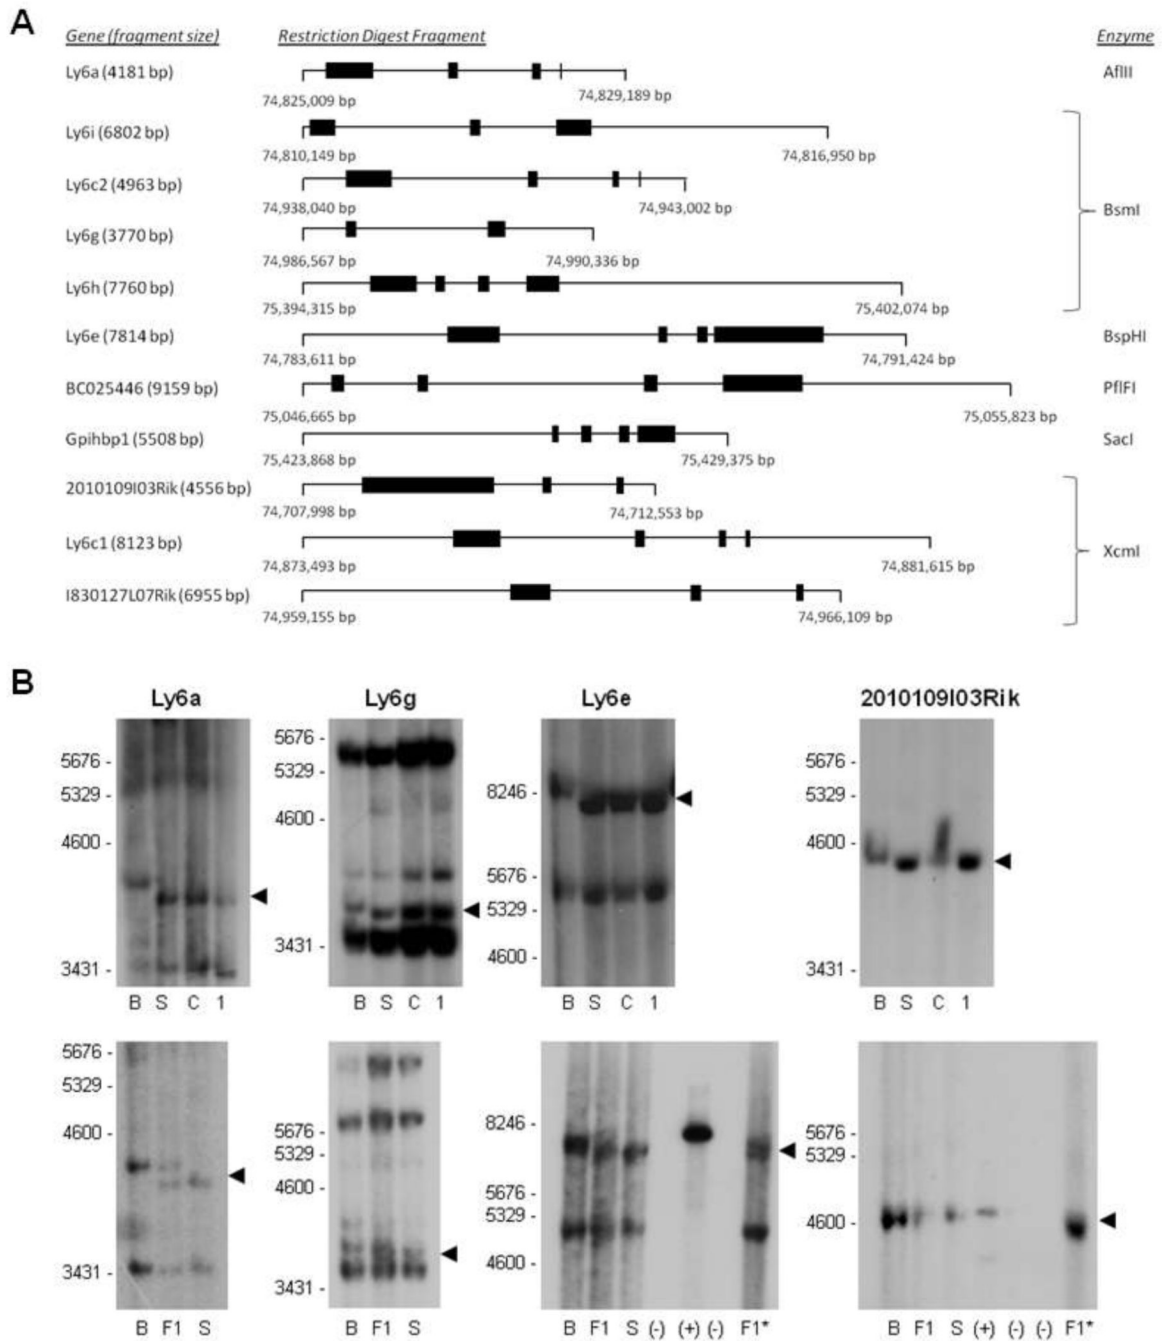 A
Gene (fragment size) Restriction Digest Fragment Enzyme
Ly6a (4181 bp) AflII
74,825,009 bp 74,829,189 bp
Ly6i (6802 bp)
74,810,149 bp 74,816,950 bp
Ly6c2 (4963 bp)
74,938,040 bp 74,943,002 bp
BsmI
Ly6g (3770 bp)
74,986,567 bp 74,990,336 bp
Ly6h (7760 bp)
75,394,315 bp 75,402,074 bp
Ly6e (7814 bp) BspHI
74,783,611 bp 74,791,424 bp
BC025446 (9159 bp) PflFI
75,046,665 bp 75,055,823 bp
Gpihbp1 (5508 bp) SacI
75,423,868 bp 75,429,375 bp
2010109I03Rik (4556 bp)
74,707,998 bp 74,712,553 bp
Ly6c1 (8123 bp) XcmI
74,873,493 bp 74,881,615 bp
I830127L07Rik (6955 bp)
74,959,155 bp 74,966,109 bp
B
Ly6a
5676 -
5329 -
4600 -
3431 -
B S C 1
Ly6g
5676 -
5329 -
4600 -
3431 -
B S C 1
Ly6e
8246 -
5676 -
5329 -
4600 -
B S C 1
2010109I03Rik
5676 -
5329 -
4600 -
3431 -
B S C 1
5676 -
5329 -
4600 -
3431 -
B F1 S
5676 -
5329 -
4600 -
3431 -
B F1 S
8246 -
5676 -
5329 -
4600 -
B F1 S (-) (+) (-) F1*
5676 -
5329 -
4600 -
B F1 S (+) (-) (-) F1*